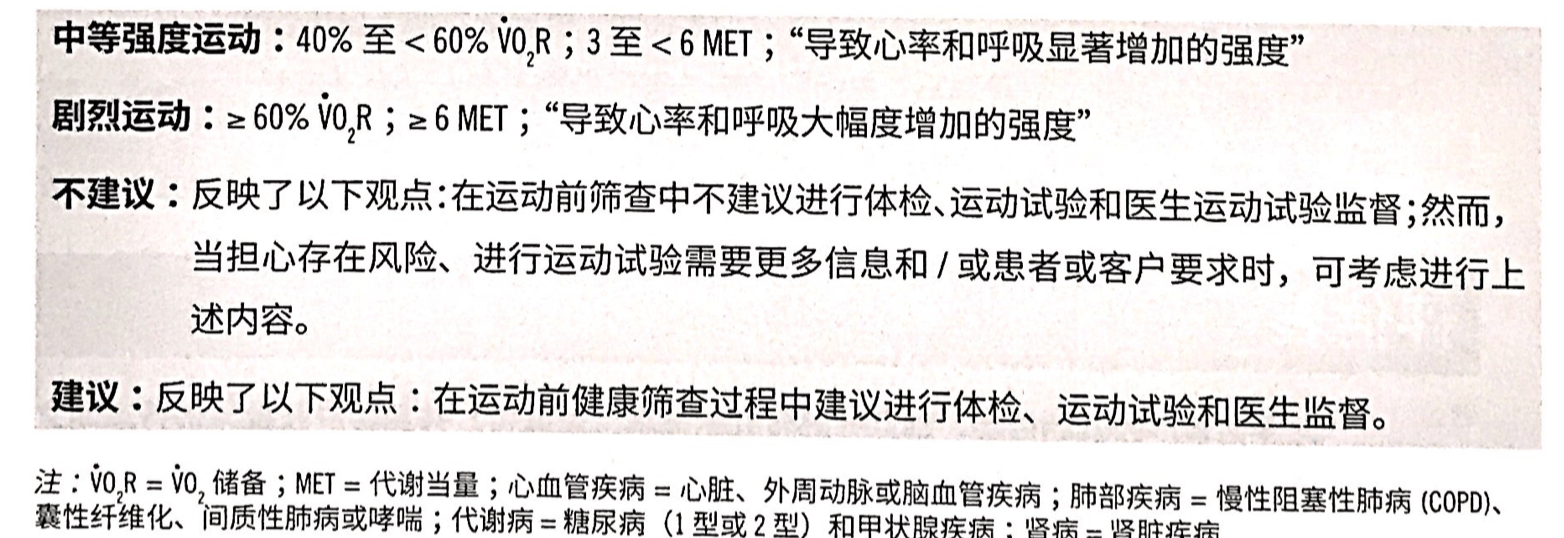 中等强度运动：40% 至 < 60% V̇O₂R；3 至 < 6 MET；“导致心率和呼吸显著增加的强度”
剧烈运动：≥ 60% V̇O₂R；≥ 6 MET；“导致心率和呼吸大幅度增加的强度”
不建议：反映了以下观点：在运动前筛查中不建议进行体检、运动试验和医生运动试验监督；然而，
当担心存在风险、进行运动试验需要更多信息和 / 或患者或客户要求时，可考虑进行上
述内容。
建议：反映了以下观点：在运动前健康筛查过程中建议进行体检、运动试验和医生监督。
注：V̇O₂R = V̇O₂ 储备；MET = 代谢当量；心血管疾病 = 心脏、外周动脉或脑血管疾病；肺部疾病 = 慢性阻塞性肺病 (COPD)、
囊性纤维化、间质性肺病或哮喘；代谢病 = 糖尿病（1 型或 2 型）和甲状腺疾病；肾病 = 肾脏疾病